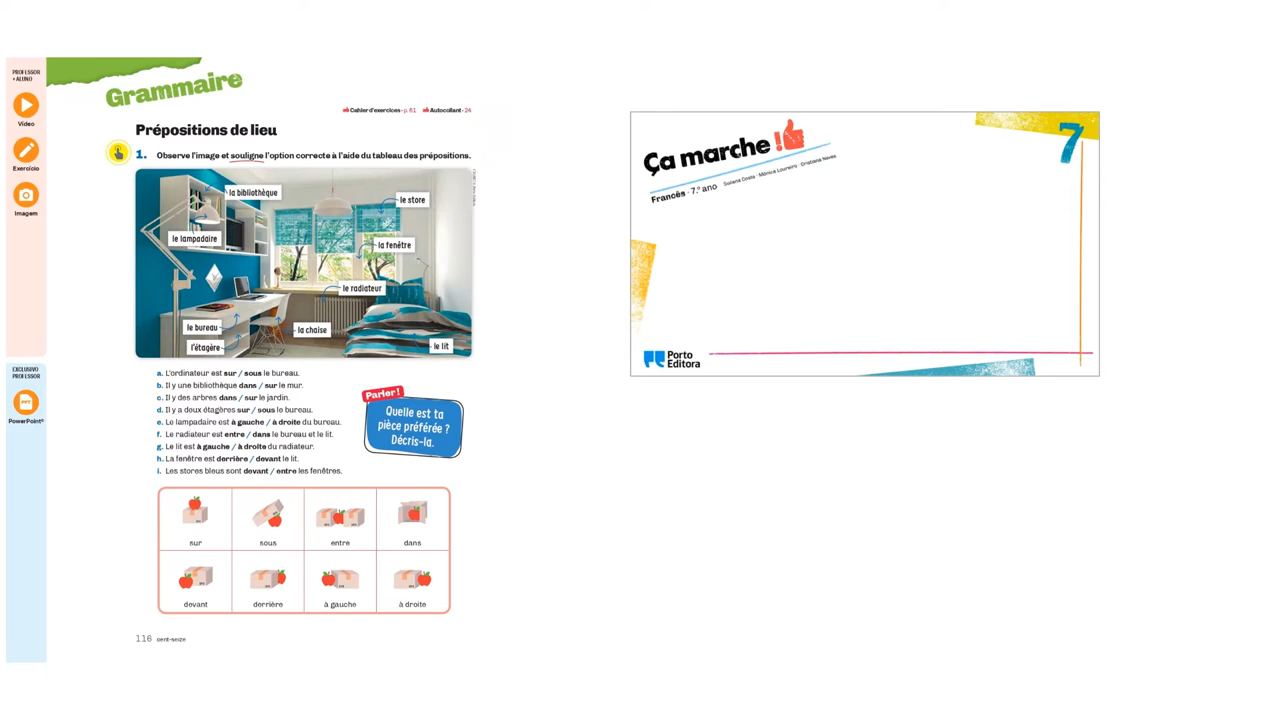 PROFESSOR
+ ALUNO
Vídeo
Exercício
Imagem
EXCLUSIVO
PROFESSOR
PPT
PowerPoint®
Grammaire
Cahier d'exercices - p. 61 Autocollant - 24
Prépositions de lieu
1. Observe l'image et souligne l'option correcte à l'aide du tableau des prépositions.
la bibliothèque
le store
le lampadaire
la fenêtre
le radiateur
le bureau
la chaise
l'étagère
le lit
a. L'ordinateur est sur / sous le bureau.
b. Il y une bibliothèque dans / sur le mur.
c. Il y des arbres dans / sur le jardin.
d. Il y a deux étagères sur / sous le bureau.
e. Le lampadaire est à gauche / à droite du bureau.
f. Le radiateur est entre / dans le bureau et le lit.
g. Le lit est à gauche / à droite du radiateur.
h. La fenêtre est derrière / devant le lit.
i. Les stores bleus sont devant / entre les fenêtres.
Parler !
Quelle est ta
pièce préférée ?
Décris-la.
sur sous entre dans
devant derrière à gauche à droite
116 cent-seize
Ça marche !
7
Francês · 7.º ano Susana Costa · Mónica Loureiro · Cristiana Neves
Porto
Editora